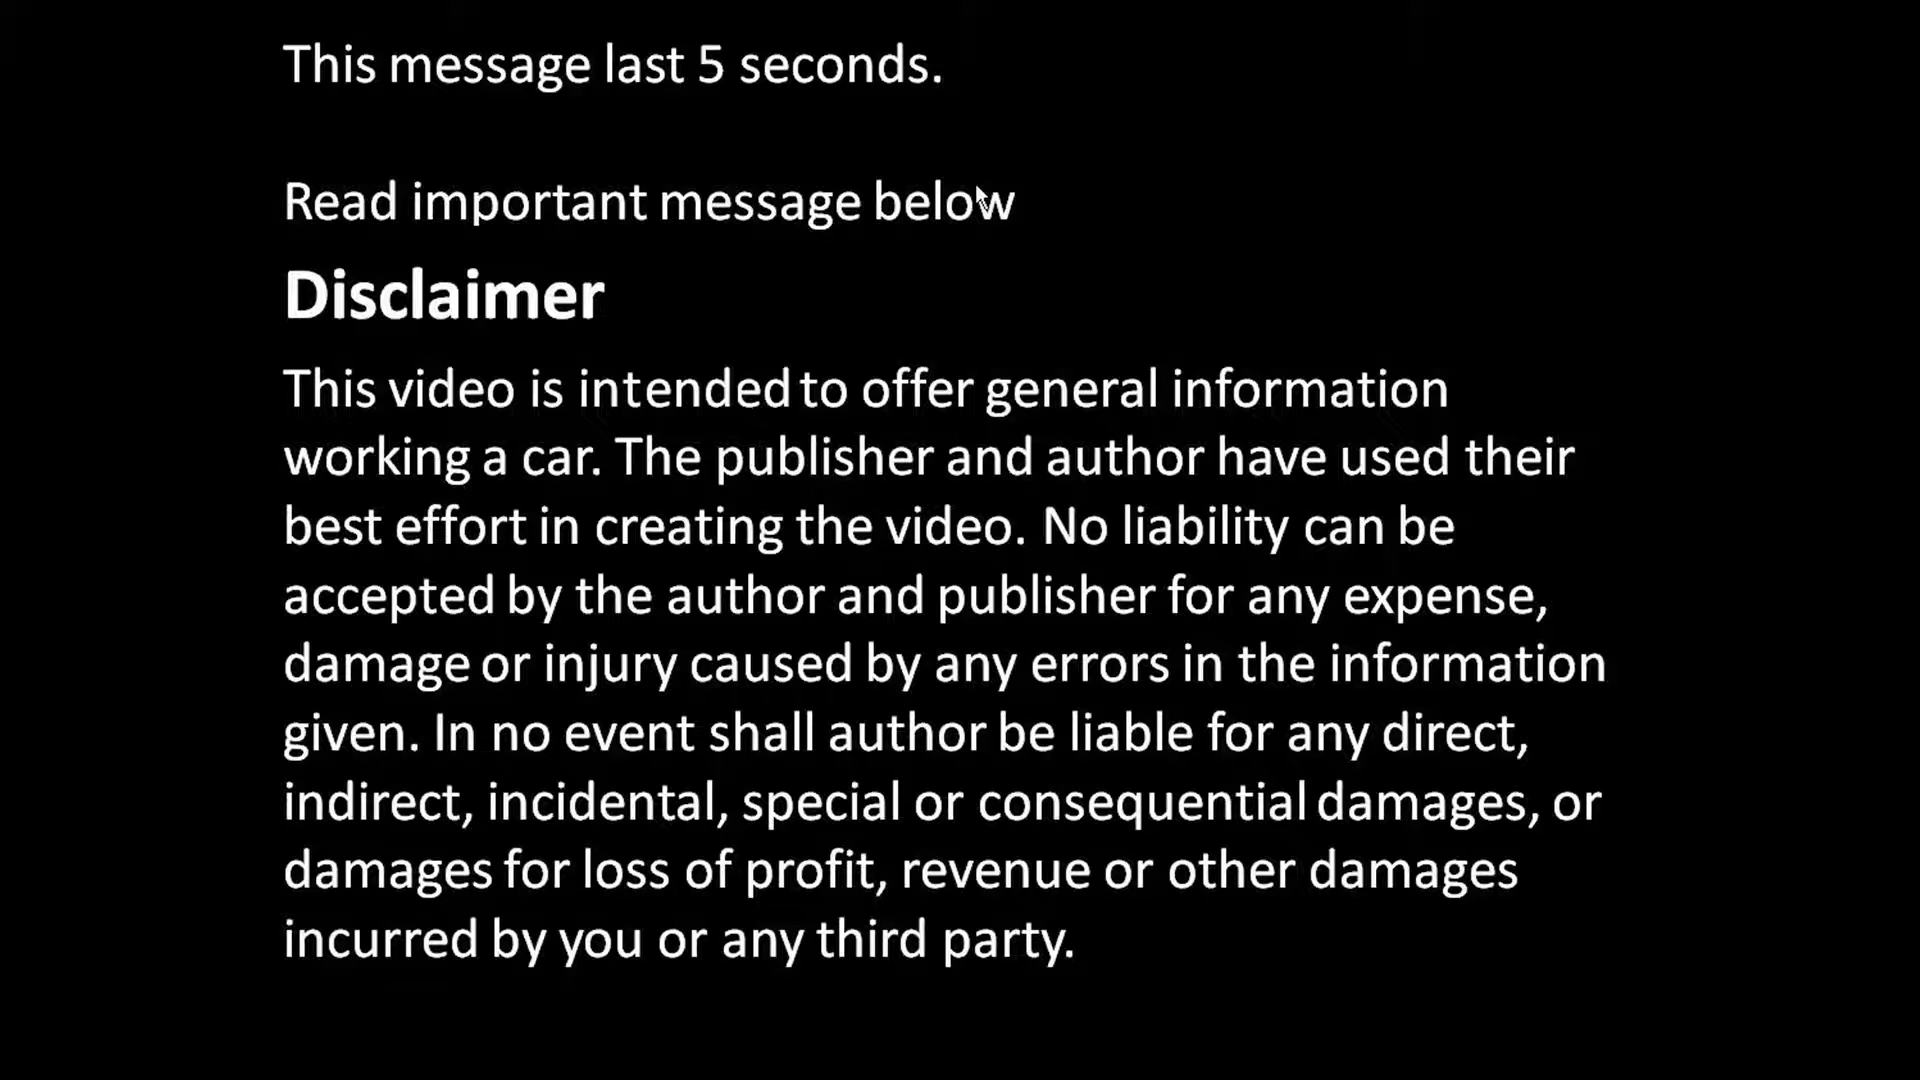 This message last 5 seconds.
Read important message below
Disclaimer
This video is intended to offer general information
working a car. The publisher and author have used their
best effort in creating the video. No liability can be
accepted by the author and publisher for any expense,
damage or injury caused by any errors in the information
given. In no event shall author be liable for any direct,
indirect, incidental, special or consequential damages, or
damages for loss of profit, revenue or other damages
incurred by you or any third party.